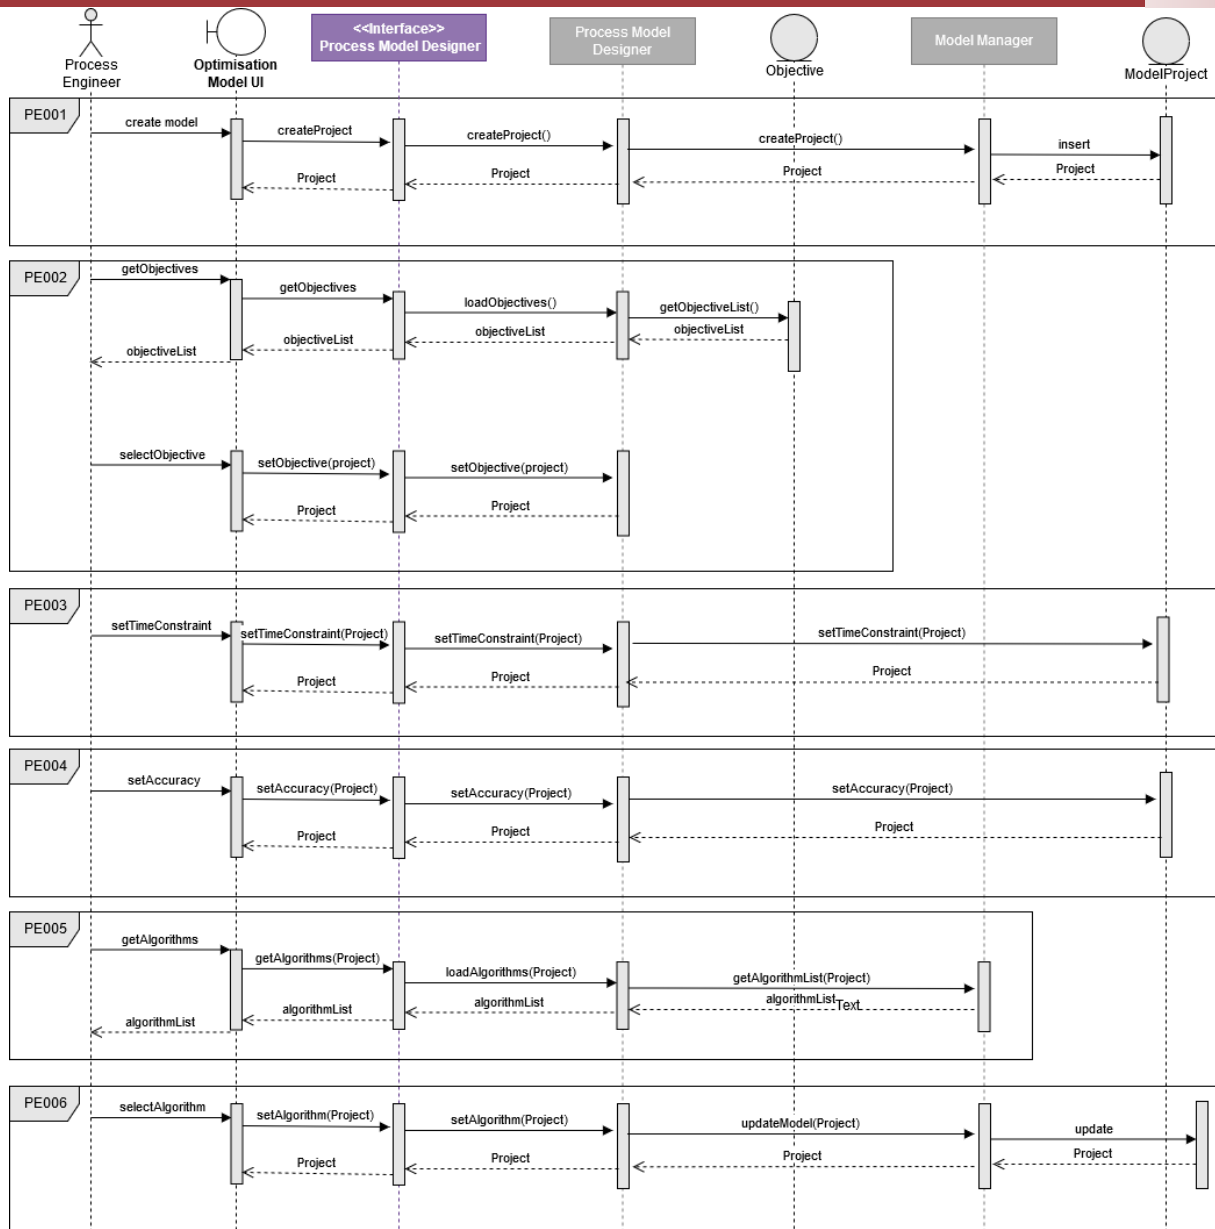 Process
Engineer
Optimisation
Model UI
<<Interface>>
Process Model Designer
Process Model
Designer
Objective
Model Manager
ModelProject
PE001
create model
createProject
createProject()
createProject()
insert
Project
Project
Project
Project
PE002
getObjectives
getObjectives
loadObjectives()
getObjectiveList()
objectiveList
objectiveList
objectiveList
objectiveList
selectObjective
setObjective(project)
setObjective(project)
Project
Project
PE003
setTimeConstraint
setTimeConstraint(Project)
setTimeConstraint(Project)
setTimeConstraint(Project)
Project
Project
Project
PE004
setAccuracy
setAccuracy(Project)
setAccuracy(Project)
setAccuracy(Project)
Project
Project
Project
PE005
getAlgorithms
getAlgorithms(Project)
loadAlgorithms(Project)
getAlgorithmList(Project)
algorithmList
algorithmList
algorithmList
algorithmList
Text
PE006
selectAlgorithm
setAlgorithm(Project)
setAlgorithm(Project)
updateModel(Project)
update
Project
Project
Project
Project